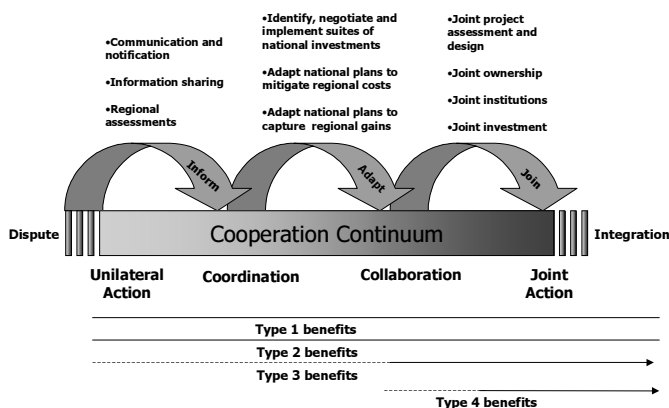 •Communication and
notification
•Information sharing
•Regional
assessments
•Identify, negotiate and
implement suites of
national investments
•Adapt national plans to
mitigate regional costs
•Adapt national plans to
capture regional gains
•Joint project
assessment and
design
•Joint ownership
•Joint institutions
•Joint investment
Inform
Adapt
Join
Dispute
Cooperation Continuum
Integration
Unilateral
Action
Coordination
Collaboration
Joint
Action
Type 1 benefits
Type 2 benefits
Type 3 benefits
Type 4 benefits